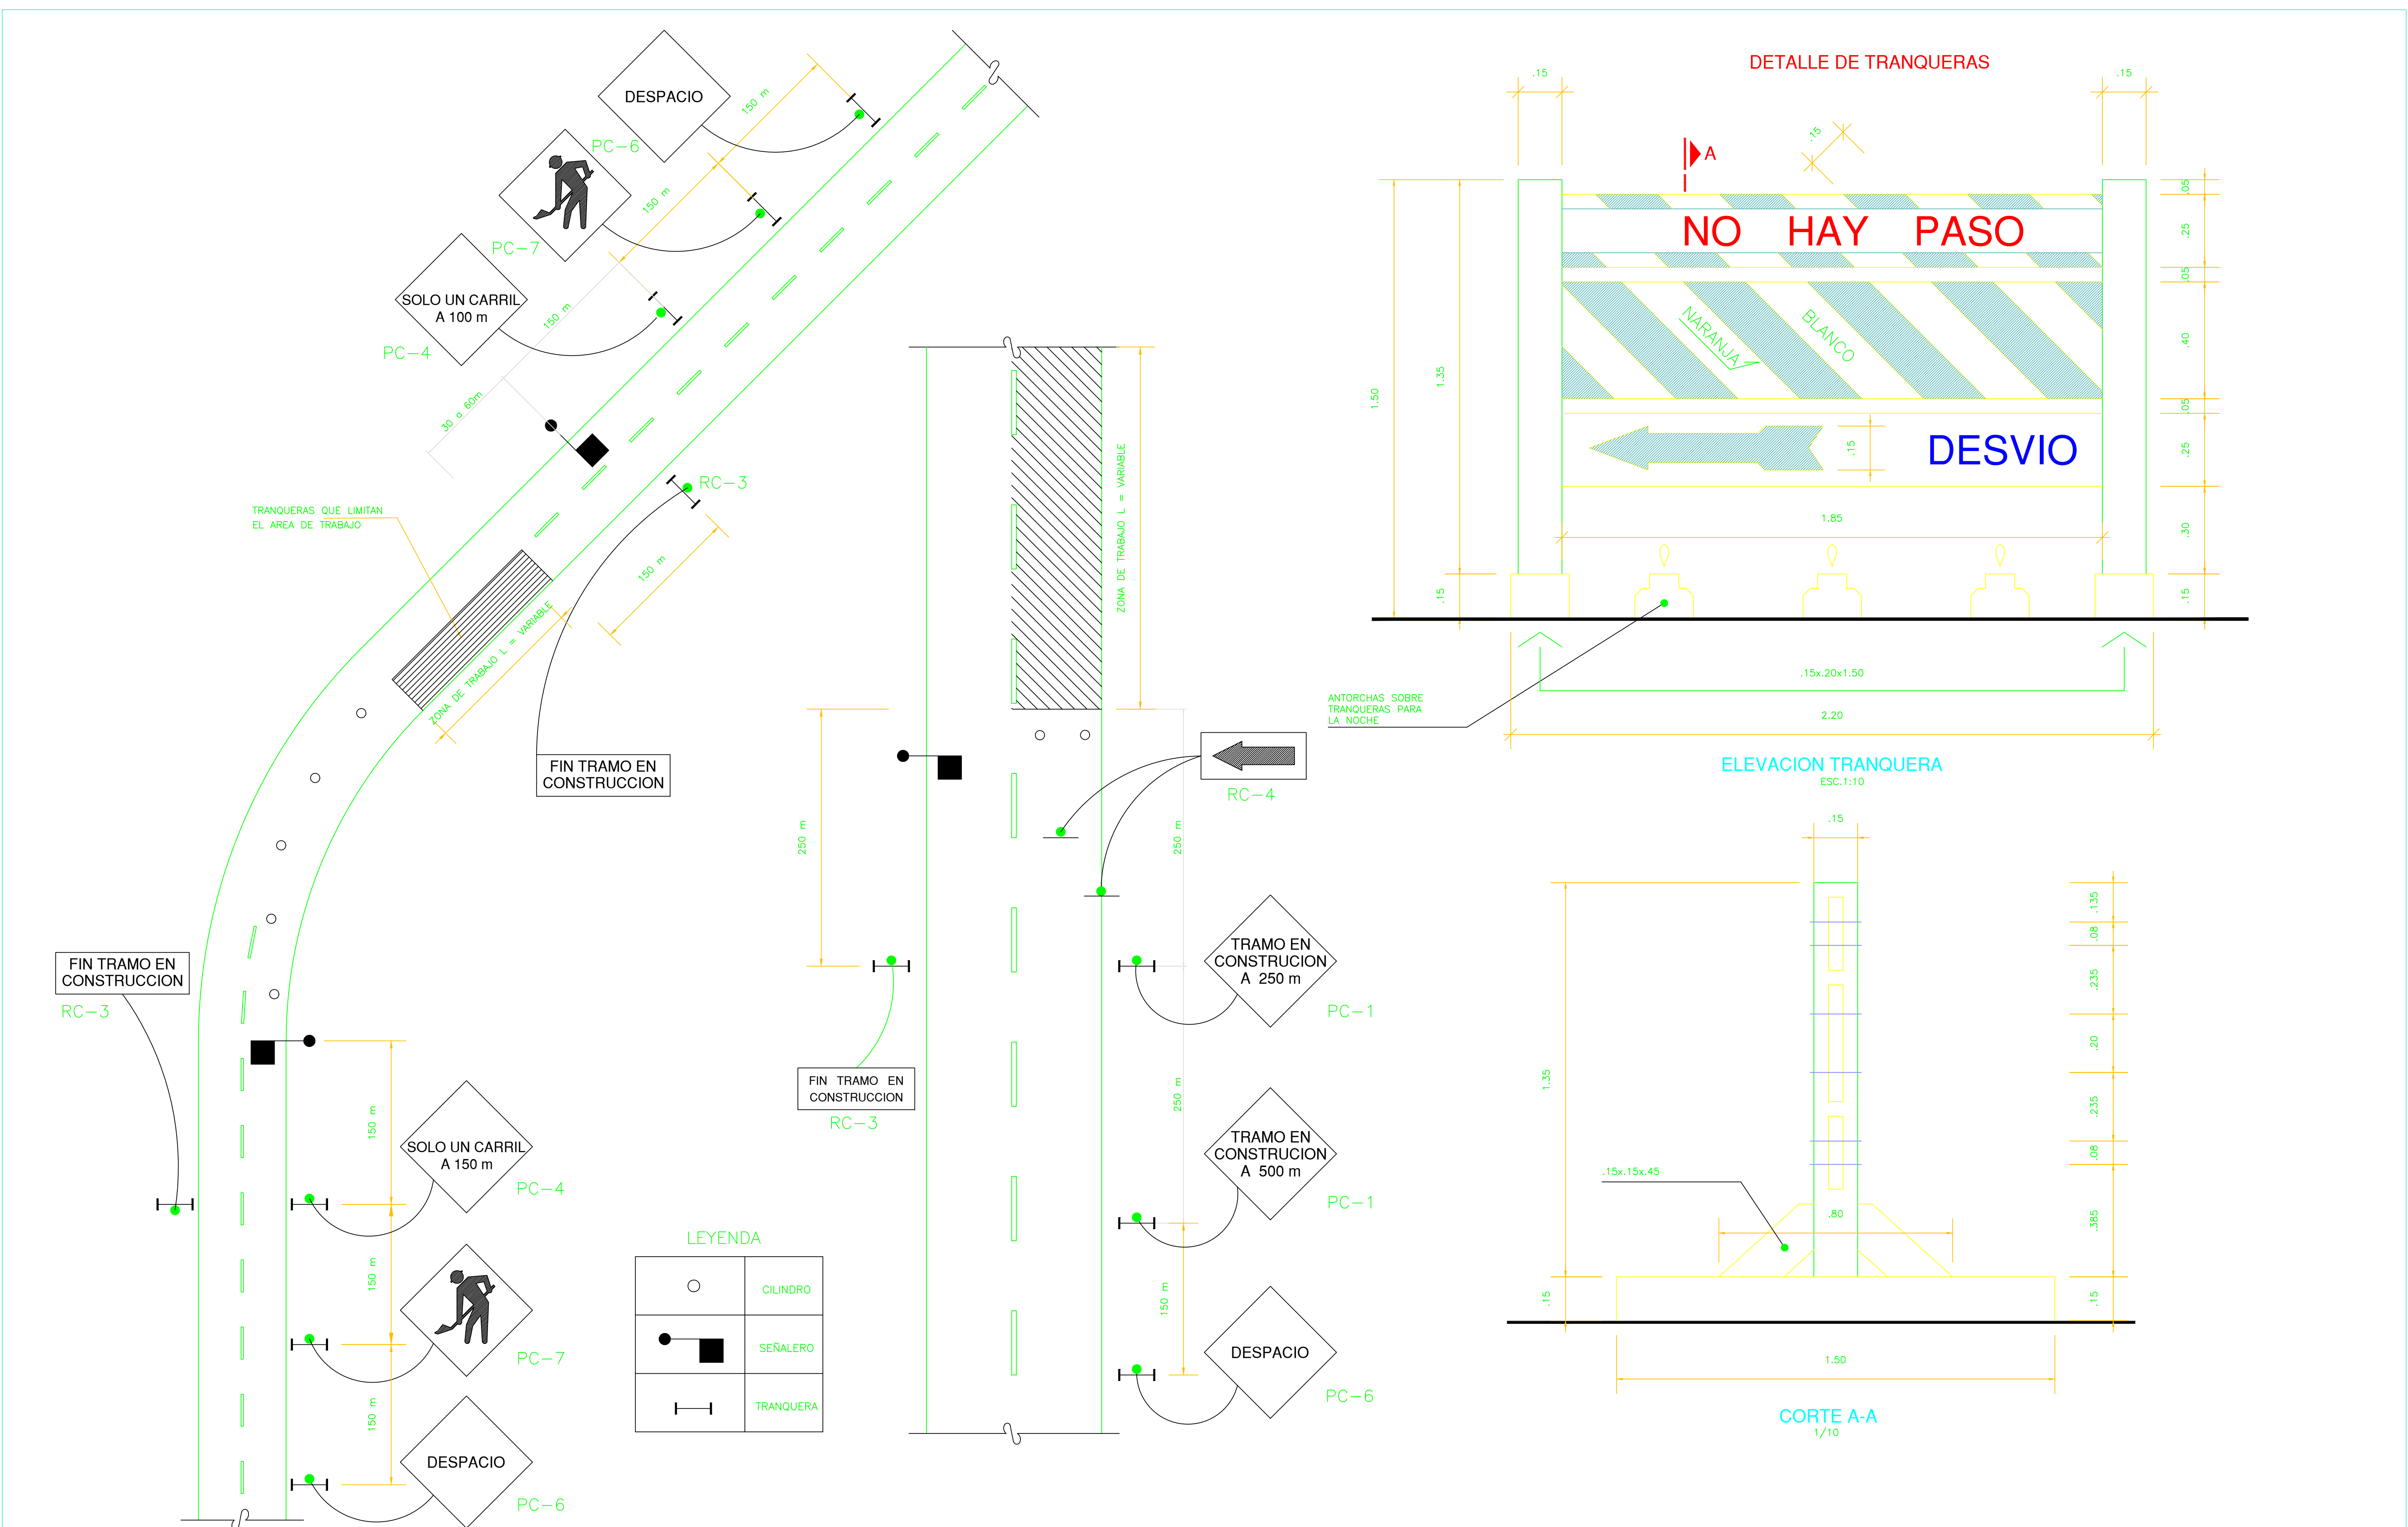 DESPACIO
PC-6
150 m
PC-7
150 m
SOLO UN CARRIL
A 100 m
PC-4
150 m
30 a 60m
RC-3
150 m
TRANQUERAS QUE LIMITAN
EL AREA DE TRABAJO
ZONA DE TRABAJO L = VARIABLE
FIN TRAMO EN
CONSTRUCCION
FIN TRAMO EN
CONSTRUCCION
RC-3
150 m
SOLO UN CARRIL
A 150 m
PC-4
150 m
PC-7
150 m
DESPACIO
PC-6
ZONA DE TRABAJO L = VARIABLE
250 m
RC-4
250 m
TRAMO EN
CONSTRUCION
A 250 m
PC-1
FIN TRAMO EN
CONSTRUCCION
RC-3
250 m
TRAMO EN
CONSTRUCION
A 500 m
PC-1
150 m
DESPACIO
PC-6
LEYENDA
CILINDRO
SEÑALERO
TRANQUERA
DETALLE DE TRANQUERAS
.15
.15
.15
A
NO HAY PASO
NARANJA
BLANCO
DESVIO
.15
1.50
1.35
.15
.05
.25
.05
.40
.05
.25
.30
.15
1.85
.15x.20x1.50
2.20
ANTORCHAS SOBRE
TRANQUERAS PARA
LA NOCHE
ELEVACION TRANQUERA
ESC.1:10
.15
1.35
.15
.135
.08
.235
.20
.235
.08
.385
.15
.15x.15x.45
.80
1.50
CORTE A-A
1/10